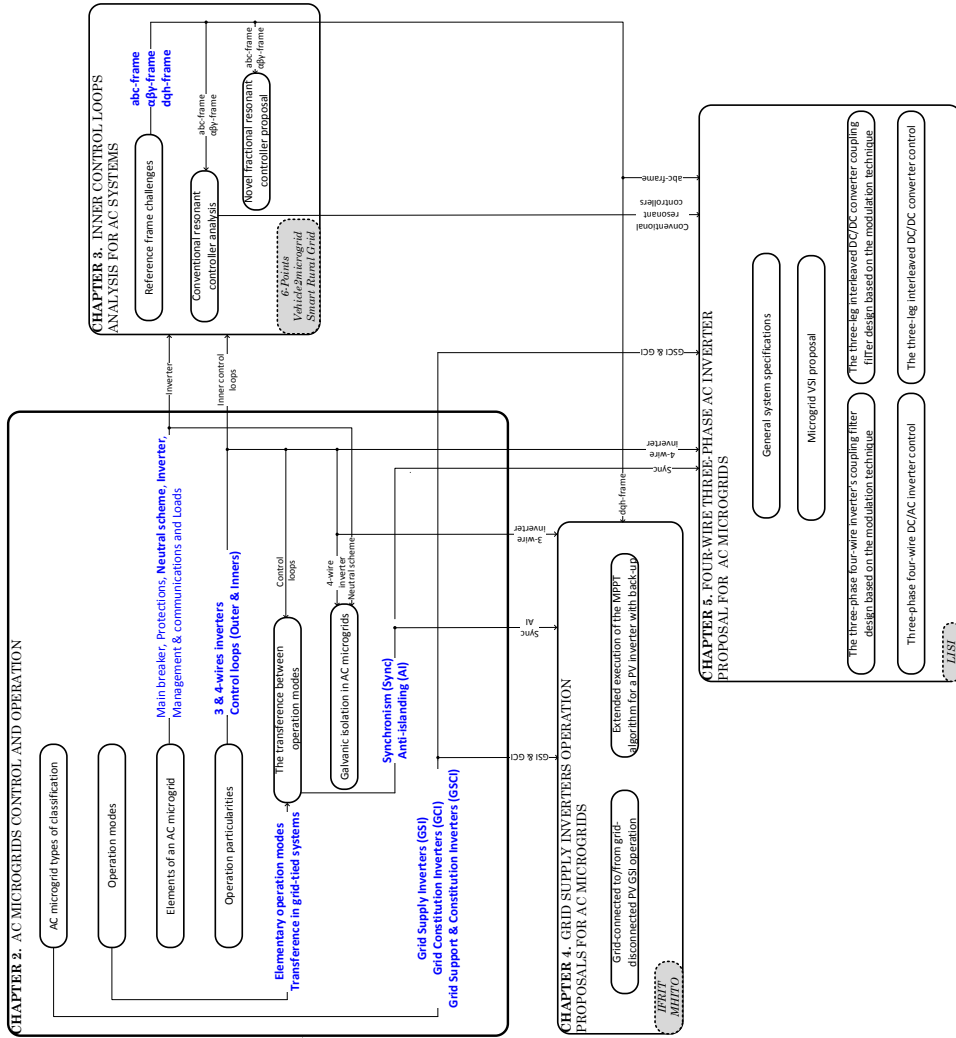 CHAPTER 2. AC MICROGRIDS CONTROL AND OPERATION
AC microgrid types of classification
Operation modes
Elements of an AC microgrid
Operation particularities
Main breaker, Protections, Neutral scheme, Inverter,
Management & communications and Loads
3 & 4-wires inverters
Control loops (Outer & Inners)
Elementary operation modes
Transference in grid-tied systems
The transference between
operation modes
Control
loops
Galvanic isolation in AC microgrids
4-wire
inverter
Neutral scheme
Synchronism (Sync)
Anti-islanding (AI)
Grid Supply Inverters (GSI)
Grid Constitution Inverters (GCI)
Grid Support & Constitution Inverters (GSCI)
Inverter
Inner control
loops
CHAPTER 3. INNER CONTROL LOOPS
ANALYSIS FOR AC SYSTEMS
Reference frame challenges
abc-frame
αβγ-frame
dqh-frame
Conventional resonant
controller analysis
abc-frame
αβγ-frame
Novel fractional resonant
controller proposal
abc-frame
αβγ-frame
6-Points
Vehicle2microgrid
Smart Rural Grid
GSI & GCI
Sync
AI
3-wire
inverter
dqh-frame
CHAPTER 4. GRID SUPPLY INVERTERS OPERATION
PROPOSALS FOR AC MICROGRIDS
Grid-connected to/from grid-
disconnected PV GSI operation
Extended execution of the MPPT
algorithm for a PV inverter with back-up
IFRIT
MHITO
Sync
4-wire
inverter
GSCI & GCI
Conventional
resonant
controllers
abc-frame
CHAPTER 5. FOUR-WIRE THREE-PHASE AC INVERTER
PROPOSAL FOR AC MICROGRIDS
General system specifications
Microgrid VSI proposal
The three-phase four-wire inverter's coupling filter
design based on the modulation technique
The three-leg interleaved DC/DC converter coupling
filTer design based on the modulation technique
Three-phase four-wire DC/AC inverter control
The three-leg interleaved DC/DC converter control
LISI